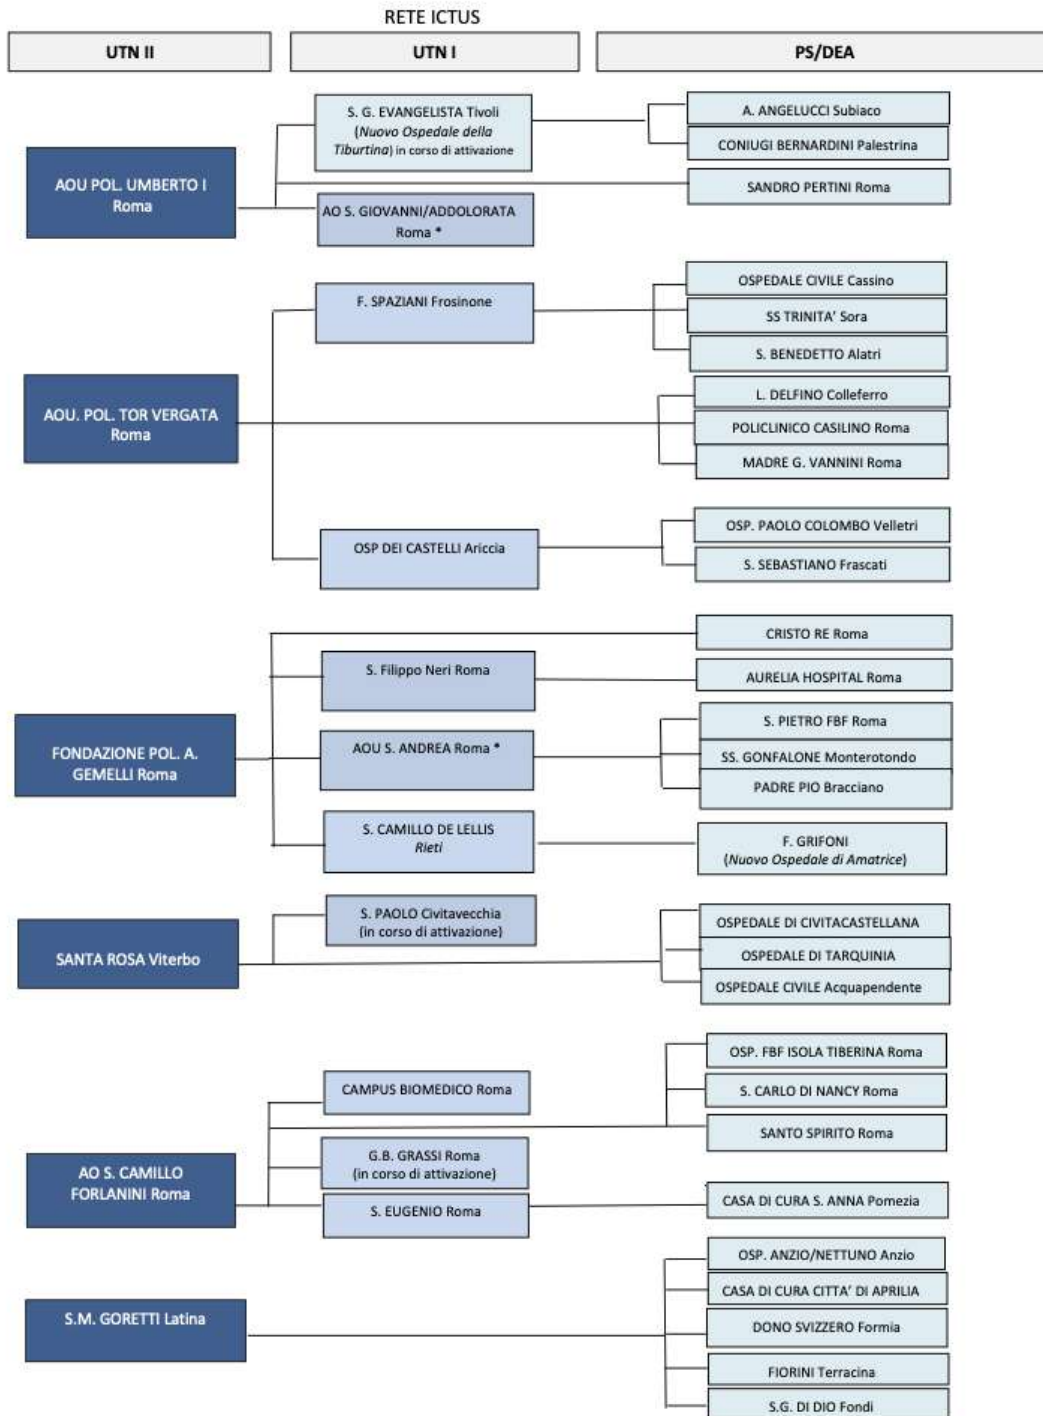 RETE ICTUS
UTN II
UTN I
PS/DEA
S. G. EVANGELISTA Tivoli
(Nuovo Ospedale della
Tiburtina) in corso di attivazione
A. ANGELUCCI Subiaco
CONIUGI BERNARDINI Palestrina
AOU POL. UMBERTO I
Roma
SANDRO PERTINI Roma
AO S. GIOVANNI/ADDOLORATA
Roma *
F. SPAZIANI Frosinone
OSPEDALE CIVILE Cassino
SS TRINITA’ Sora
S. BENEDETTO Alatri
AOU. POL. TOR VERGATA
Roma
L. DELFINO Colleferro
POLICLINICO CASILINO Roma
MADRE G. VANNINI Roma
OSP DEI CASTELLI Ariccia
OSP. PAOLO COLOMBO Velletri
S. SEBASTIANO Frascati
CRISTO RE Roma
S. Filippo Neri Roma
AURELIA HOSPITAL Roma
FONDAZIONE POL. A.
GEMELLI Roma
AOU S. ANDREA Roma *
S. PIETRO FBF Roma
SS. GONFALONE Monterotondo
PADRE PIO Bracciano
S. CAMILLO DE LELLIS
Rieti
F. GRIFONI
(Nuovo Ospedale di Amatrice)
S. PAOLO Civitavecchia
(in corso di attivazione)
SANTA ROSA Viterbo
OSPEDALE DI CIVITACASTELLANA
OSPEDALE DI TARQUINIA
OSPEDALE CIVILE Acquapendente
CAMPUS BIOMEDICO Roma
OSP. FBF ISOLA TIBERINA Roma
S. CARLO DI NANCY Roma
SANTO SPIRITO Roma
AO S. CAMILLO
FORLANINI Roma
G.B. GRASSI Roma
(in corso di attivazione)
S. EUGENIO Roma
CASA DI CURA S. ANNA Pomezia
S.M. GORETTI Latina
OSP. ANZIO/NETTUNO Anzio
CASA DI CURA CITTA’ DI APRILIA
DONO SVIZZERO Formia
FIORINI Terracina
S.G. DI DIO Fondi